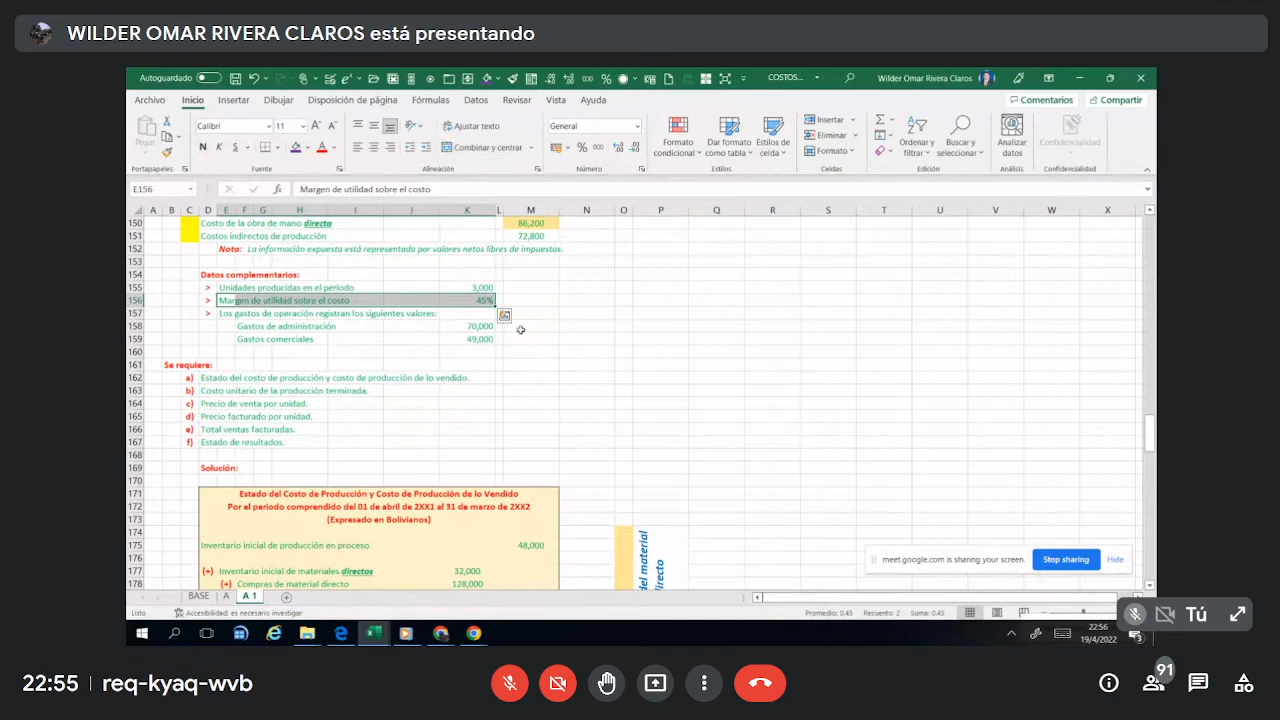 WILDER OMAR RIVERA CLAROS está presentando
Autoguardado
COSTOS...
Wilder Omar Rivera Claros
Archivo Inicio Insertar Dibujar Disposición de página Fórmulas Datos Revisar Vista Ayuda
Comentarios Compartir
Pegar
Calibri 11
N K S
Ajustar texto
Combinar y centrar
General
% 000
Formato condicional
Dar formato como tabla
Estilos de celda
Insertar
Eliminar
Formato
Ordenar y filtrar
Buscar y seleccionar
Analizar datos
Confidencialidad
Portapapeles Fuente Alineación Número Estilos Celdas Edición Análisis Confidencialidad
E156 fx Margen de utilidad sobre el costo
A B C D E F G H I J K L M N O P Q R S T U V W X
150 Costo de la obra de mano directa 86,200
151 Costos indirectos de producción 72,800
152 Nota: La información expuesta está representada por valores netos libres de impuestos.
153
154 Datos complementarios:
155 > Unidades producidas en el periodo 3,000
156 > Margen de utilidad sobre el costo 45%
157 > Los gastos de operación registran los siguientes valores:
158 Gastos de administración 70,000
159 Gastos comerciales 49,000
160
161 Se requiere:
162 a) Estado del costo de producción y costo de producción de lo vendido.
163 b) Costo unitario de la producción terminada.
164 c) Precio de venta por unidad.
165 d) Precio facturado por unidad.
166 e) Total ventas facturadas.
167 f) Estado de resultados.
168
169 Solución:
170
171 Estado del Costo de Producción y Costo de Producción de lo Vendido
172 Por el periodo comprendido del 01 de abril de 2XX1 al 31 de marzo de 2XX2
173 (Expresado en Bolivianos)
174
175 Inventario inicial de producción en proceso 48,000
176
177 (+) Inventario inicial de materiales directos 32,000
178 (+) Compras de material directo 128,000
del material
directo
meet.google.com is sharing your screen. Stop sharing Hide
BASE A A 1
Listo Accesibilidad: es necesario investigar Promedio: 0.45 Recuento: 2 Suma: 0.45
Tú
22:56
19/4/2022
3
22:55 | req-kyaq-wvb
91